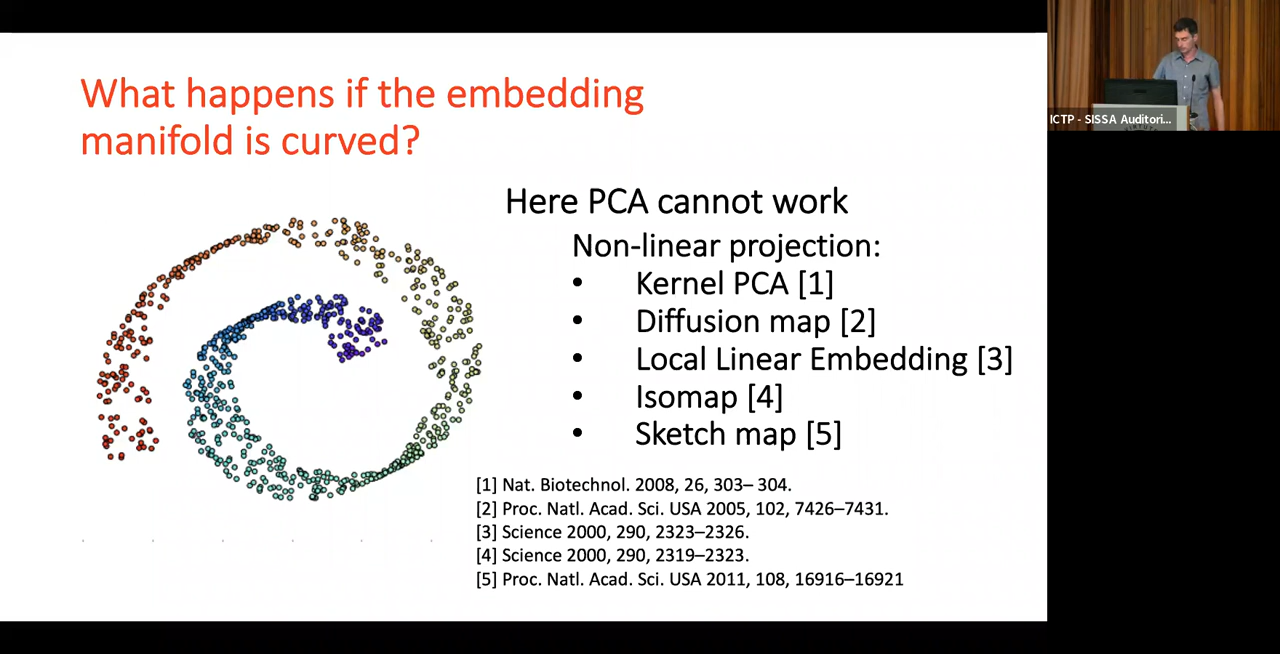 What happens if the embedding
manifold is curved?
Here PCA cannot work
Non-linear projection:
• Kernel PCA [1]
• Diffusion map [2]
• Local Linear Embedding [3]
• Isomap [4]
• Sketch map [5]
[1] Nat. Biotechnol. 2008, 26, 303– 304.
[2] Proc. Natl. Acad. Sci. USA 2005, 102, 7426–7431.
[3] Science 2000, 290, 2323–2326.
[4] Science 2000, 290, 2319–2323.
[5] Proc. Natl. Acad. Sci. USA 2011, 108, 16916–16921
ICTP - SISSA Auditori...